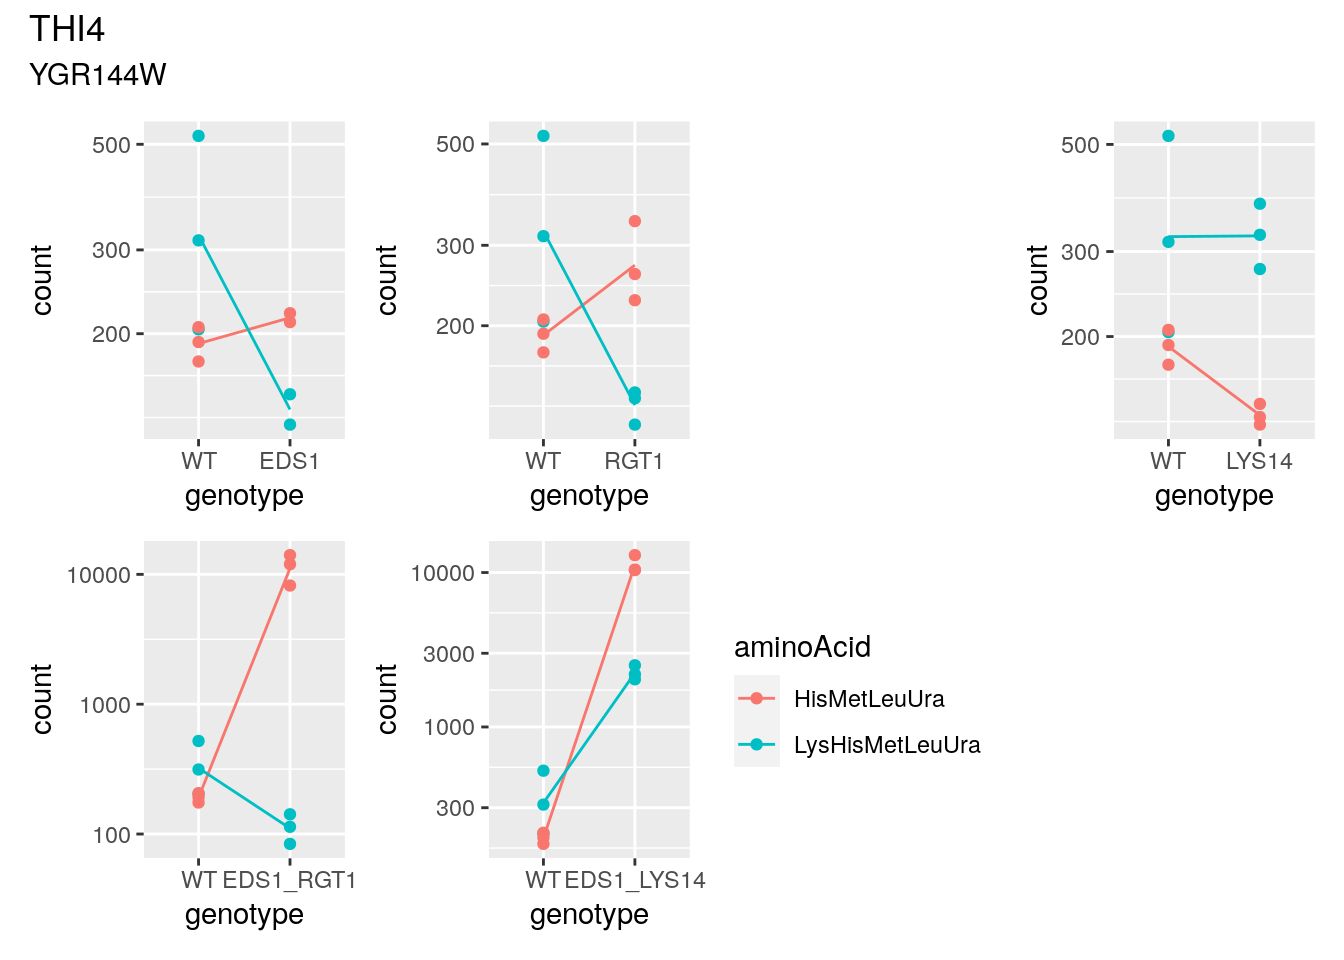 THI4
YGR144W
count
500
300
200
WT EDS1
genotype
count
500
300
200
WT RGT1
genotype
count
500
300
200
WT LYS14
genotype
count
10000
1000
100
WT EDS1_RGT1
genotype
count
10000
3000
1000
300
WT EDS1_LYS14
genotype
aminoAcid
HisMetLeuUra
LysHisMetLeuUra